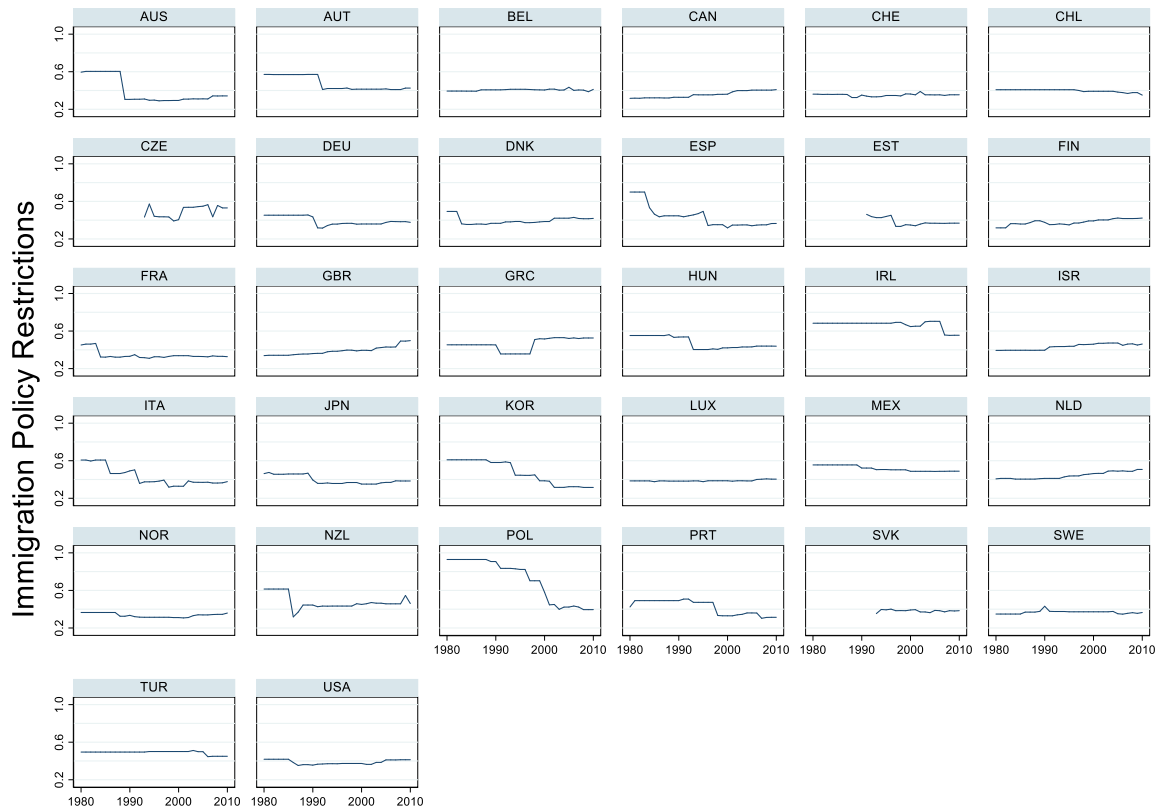 Immigration Policy Restrictions
AUS AUT BEL CAN CHE CHL
1.0
0.6
0.2
CZE DEU DNK ESP EST FIN
1.0
0.6
0.2
FRA GBR GRC HUN IRL ISR
1.0
0.6
0.2
ITA JPN KOR LUX MEX NLD
1.0
0.6
0.2
NOR NZL POL PRT SVK SWE
1.0
0.6
0.2
1980 1990 2000 2010 1980 1990 2000 2010 1980 1990 2000 2010 1980 1990 2000 2010
TUR USA
1.0
0.6
0.2
1980 1990 2000 2010 1980 1990 2000 2010